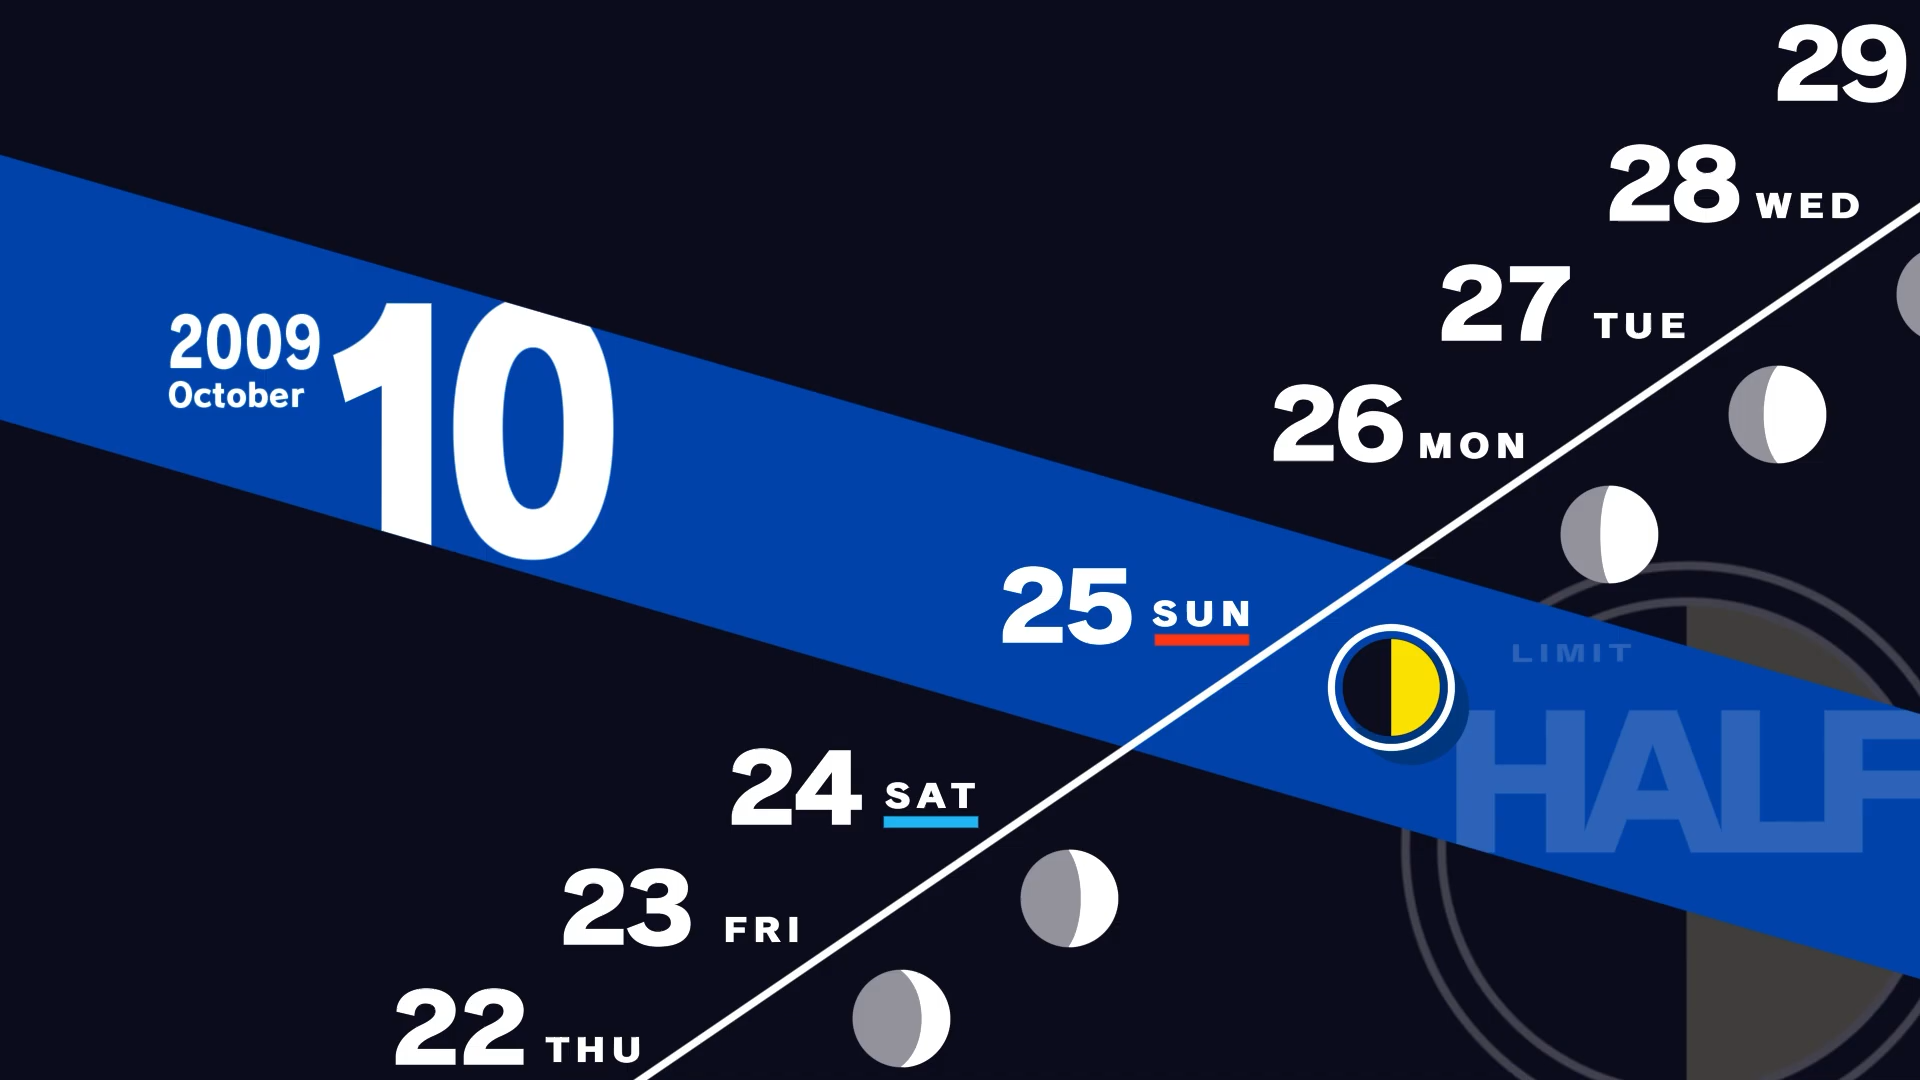 2009
October
10
29
28 WED
27 TUE
26 MON
25 SUN
24 SAT
23 FRI
22 THU
LIMIT
HALF